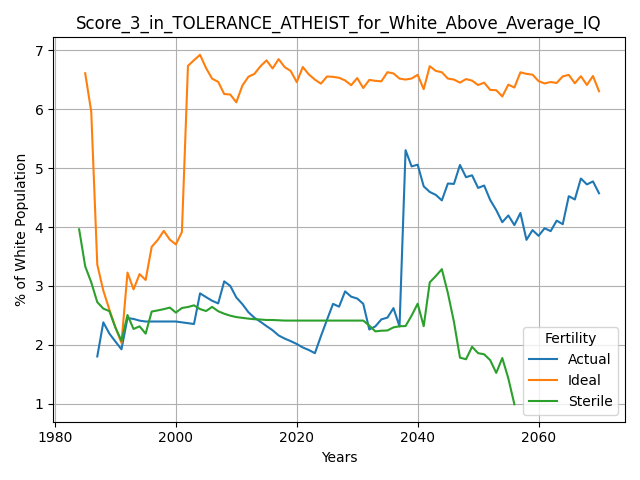 Score_3_in_TOLERANCE_ATHEIST_for_White_Above_Average_IQ
% of White Population
7
6
5
4
3
2
1
1980
2000
2020
2040
2060
Years
Fertility
Actual
Ideal
Sterile